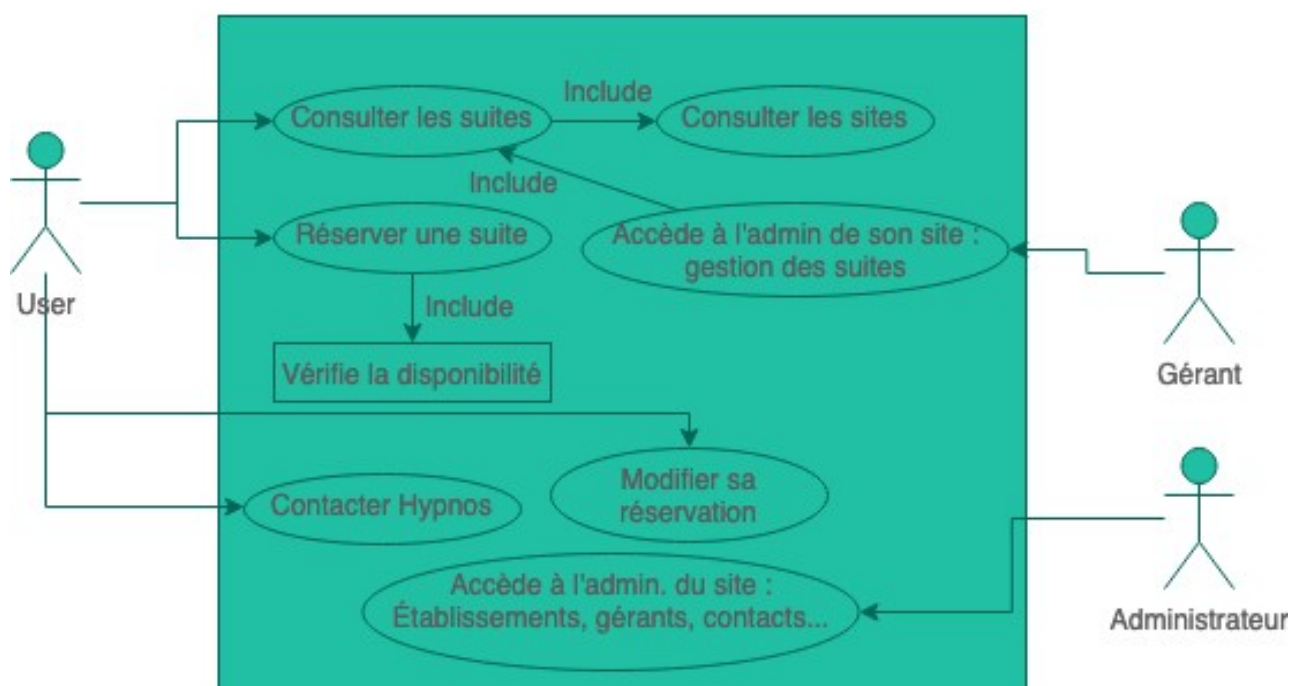 Include
Consulter les suites
Consulter les sites
Include
Réserver une suite
Accède à l'admin de son site :
gestion des suites
User
Include
Vérifie la disponibilité
Gérant
Modifier sa
réservation
Contacter Hypnos
Accède à l'admin. du site :
Établissements, gérants, contacts...
Administrateur